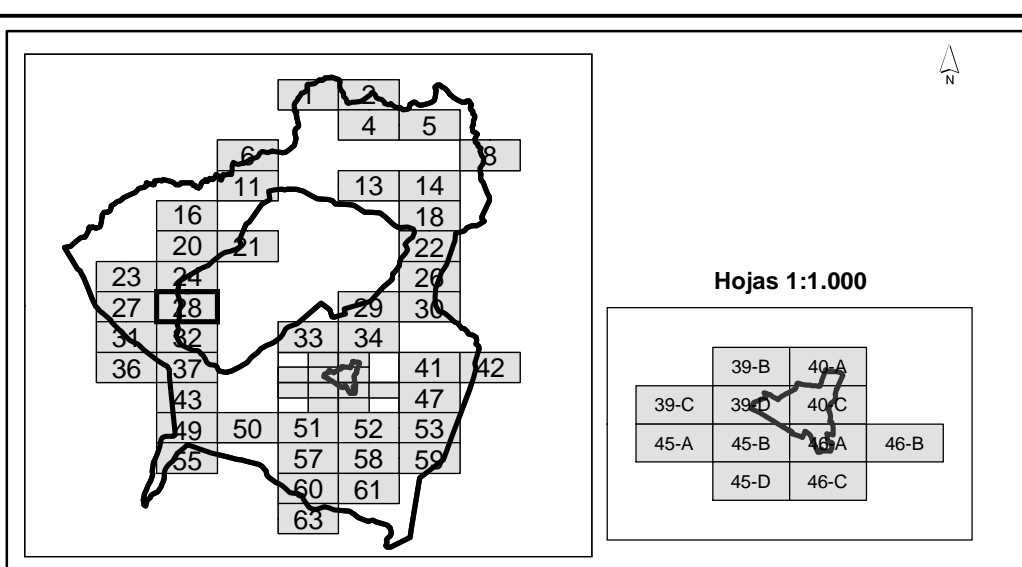 N
1 2
4 5
6 8
11 13 14
16 18
20 21 22
23 24 26
27 28 29 30
31 32 33 34
36 37 41 42
43 47
49 50 51 52 53
55 57 58 59
60 61
63
Hojas 1:1.000
39-B 40-A
39-C 39-D 40-C
45-A 45-B 46-A 46-B
45-D 46-C